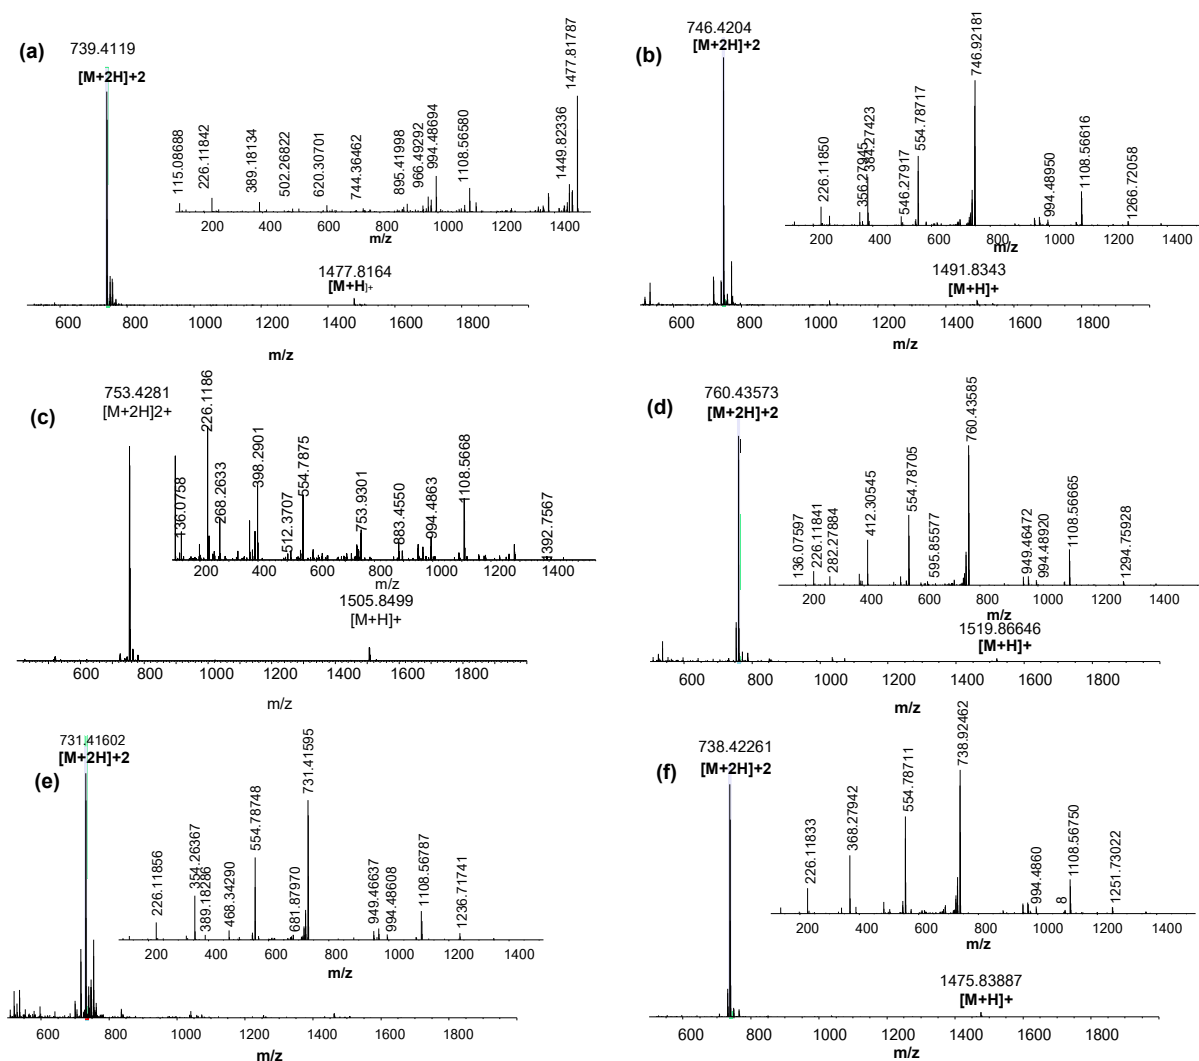 (a)
739.4119
[M+2H]+2
115.08688
226.11842
389.18134
502.26822
620.30701
744.36462
895.41998
966.49292
994.48694
1108.56580
1449.82336
1477.81787
200 400 600 800 1000 1200 1400
m/z
1477.8164
[M+H]+
600 800 1000 1200 1400 1600 1800
m/z
(b)
746.4204
[M+2H]+2
226.11850
356.27945
384.27423
546.27917
554.78717
746.92181
994.48950
1108.56616
1266.72058
200 400 600 800 1000 1200 1400
m/z
1491.8343
[M+H]+
600 800 1000 1200 1400 1600 1800
m/z
(c)
753.4281
[M+2H]2+
136.0758
226.1186
268.2633
398.2901
512.3707
554.7875
753.9301
883.4550
994.4863
1108.5668
1392.7567
200 400 600 800 1000 1200 1400
m/z
1505.8499
[M+H]+
600 800 1000 1200 1400 1600 1800
m/z
(d)
760.43573
[M+2H]+2
136.07597
226.11841
282.27884
412.30545
554.78705
595.85577
760.43585
949.46472
994.48920
1108.56665
1294.75928
200 400 600 800 1000 1200 1400
m/z
1519.86646
[M+H]+
600 800 1000 1200 1400 1600 1800
m/z
(e)
731.41602
[M+2H]+2
226.11856
354.26367
389.18286
468.34290
554.78748
681.87970
731.41595
949.46637
994.48608
1108.56787
1236.71741
200 400 600 800 1000 1200 1400
m/z
600 800 1000 1200 1400 1600 1800
m/z
(f)
738.42261
[M+2H]+2
226.11833
368.27942
554.78711
738.92462
994.4860
8
1108.56750
1251.73022
200 400 600 800 1000 1200 1400
m/z
1475.83887
[M+H]+
600 800 1000 1200 1400 1600 1800
m/z